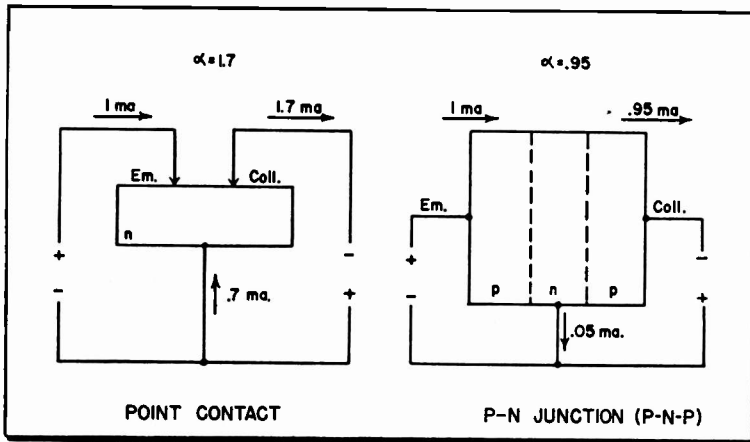 α=1.7
1 ma
1.7 ma
Em.
Coll.
n
+
-
-
+
.7 ma.
POINT CONTACT
α=.95
1 ma
.95 ma
Em.
Coll.
+
-
-
+
p
n
p
.05 ma.
P-N JUNCTION (P-N-P)